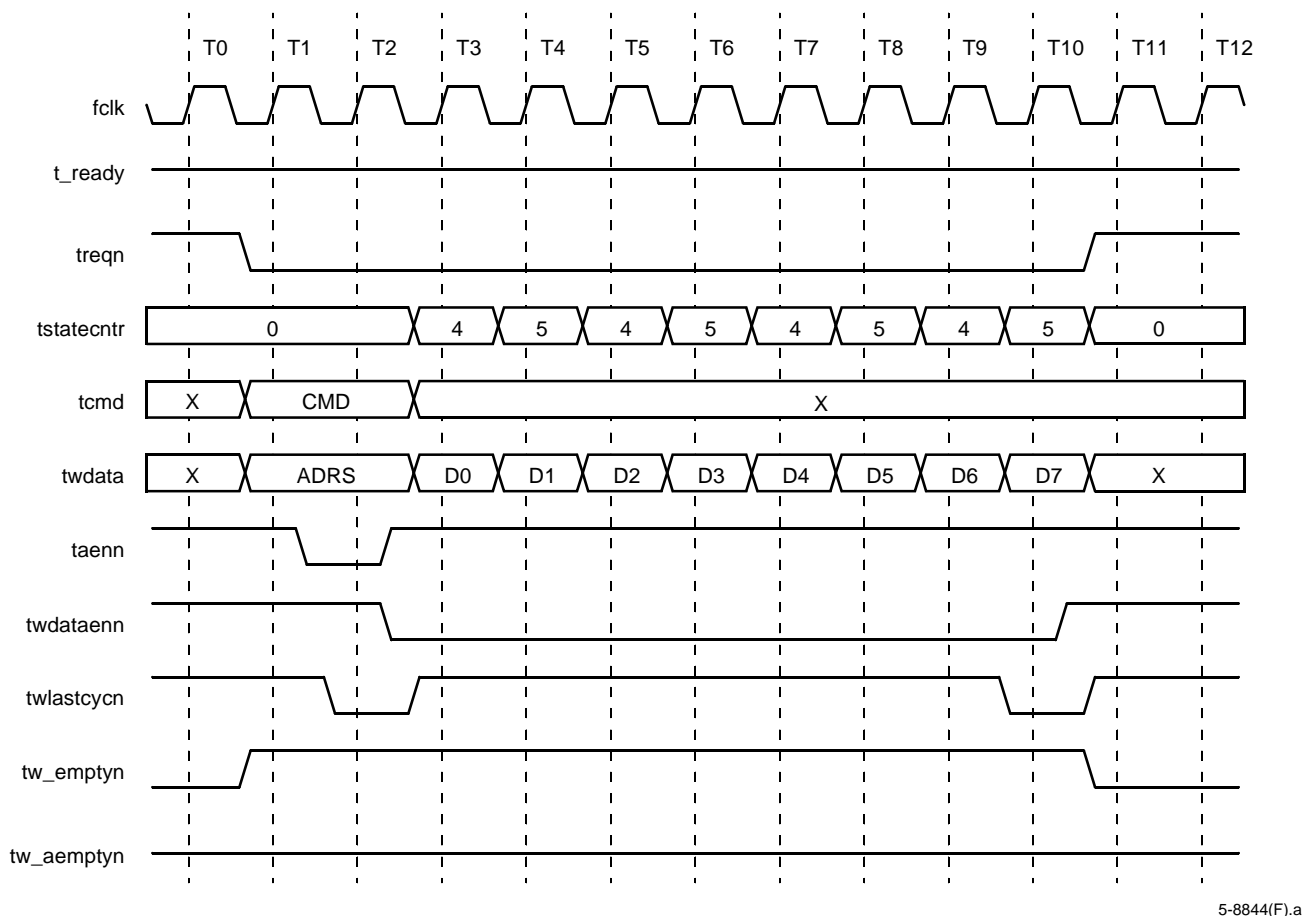 T0 T1 T2 T3 T4 T5 T6 T7 T8 T9 T10 T11 T12
fclk
t_ready
treqn
tstatecntr 0 4 5 4 5 4 5 4 5 0
tcmd X CMD X
twdata X ADRS D0 D1 D2 D3 D4 D5 D6 D7 X
taenn
twdataenn
twlastcycn
tw_emptyn
tw_aemptyn
5-8844(F).a